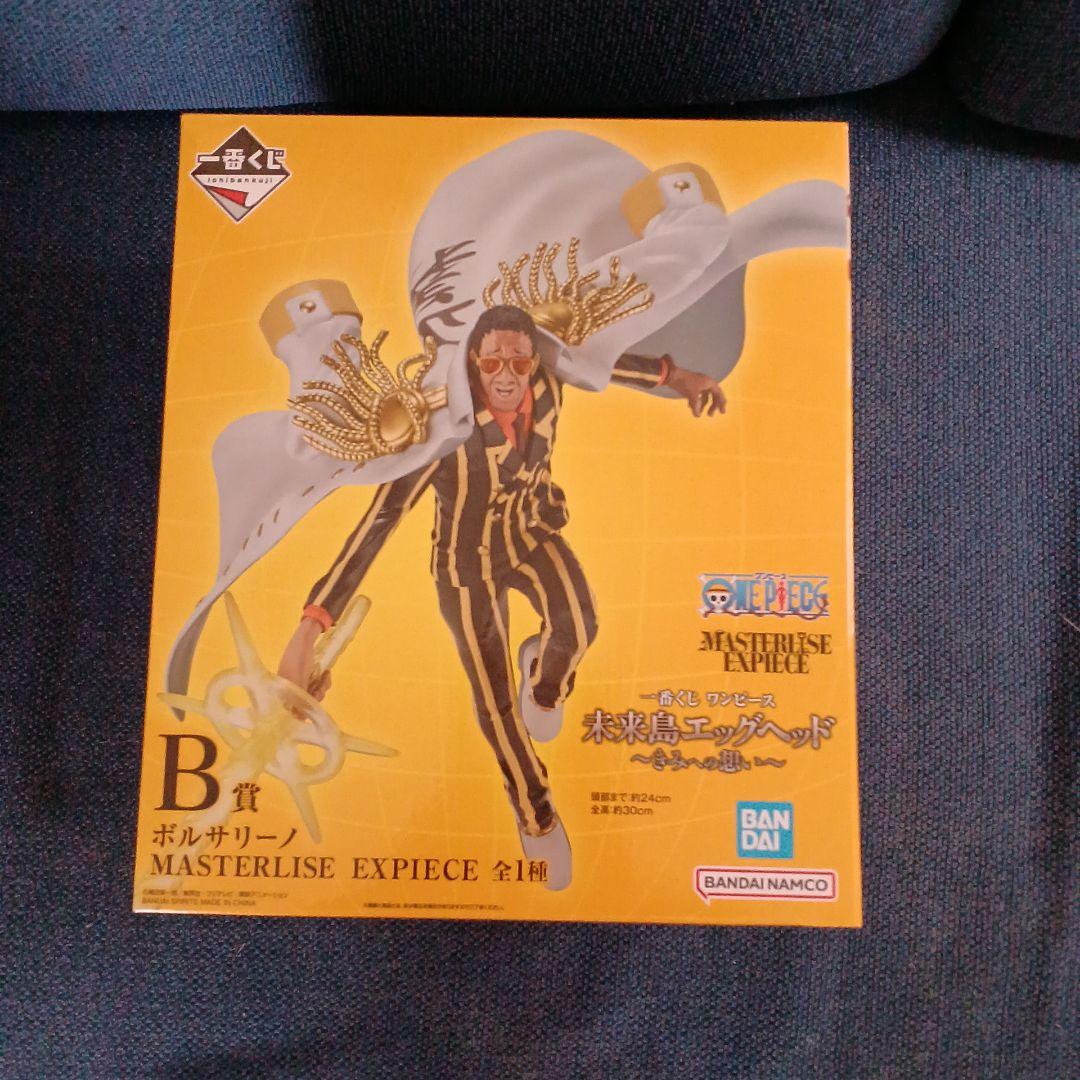 一番くじ
ichibankuji
ワンピース
ONE PIECE
MASTERLISE
EXPIECE
一番くじ ワンピース
未来島エッグヘッド
～きみへの想い～
頭部まで:約24cm
全高:約30cm
BAN
DAI
BANDAI NAMCO
B賞
ボルサリーノ
MASTERLISE EXPIECE 全1種
BANDAI SPIRITS MADE IN CHINA